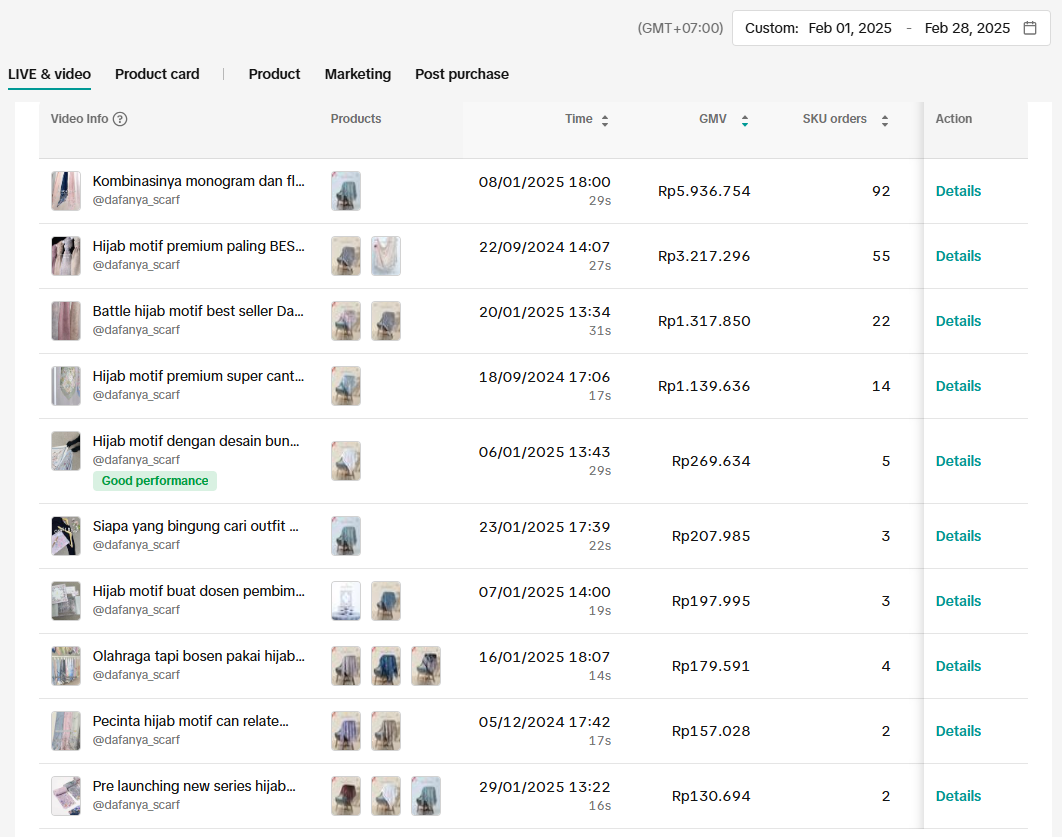 (GMT+07:00) Custom: Feb 01, 2025 - Feb 28, 2025
LIVE & video Product card Product Marketing Post purchase
Video Info ? Products Time GMV SKU orders Action
Kombinasinya monogram dan fl... 08/01/2025 18:00 Rp5.936.754 92 Details
@dafanya_scarf 29s
Hijab motif premium paling BES... 22/09/2024 14:07 Rp3.217.296 55 Details
@dafanya_scarf 27s
Battle hijab motif best seller Da... 20/01/2025 13:34 Rp1.317.850 22 Details
@dafanya_scarf 31s
Hijab motif premium super cant... 18/09/2024 17:06 Rp1.139.636 14 Details
@dafanya_scarf 17s
Hijab motif dengan desain bun... 06/01/2025 13:43 Rp269.634 5 Details
@dafanya_scarf 29s
Good performance
Siapa yang bingung cari outfit ... 23/01/2025 17:39 Rp207.985 3 Details
@dafanya_scarf 22s
Hijab motif buat dosen pembim... 07/01/2025 14:00 Rp197.995 3 Details
@dafanya_scarf 19s
Olahraga tapi bosen pakai hijab... 16/01/2025 18:07 Rp179.591 4 Details
@dafanya_scarf 14s
Pecinta hijab motif can relate... 05/12/2024 17:42 Rp157.028 2 Details
@dafanya_scarf 17s
Pre launching new series hijab... 29/01/2025 13:22 Rp130.694 2 Details
@dafanya_scarf 16s